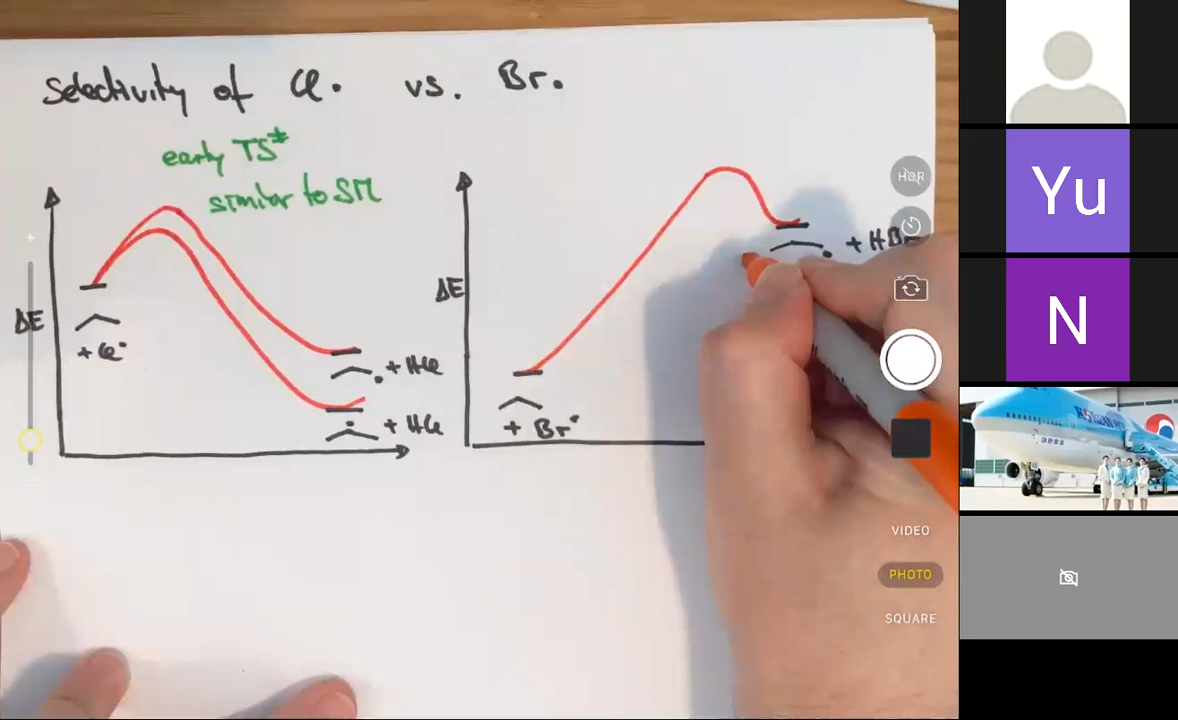 Selectivity of Cl. vs. Br.
early TS‡
similar to SM
ΔE
+ Cl·
+ HCl
+ HCl
ΔE
+ Br·
+ HBr
HDR
VIDEO
PHOTO
SQUARE
Yu
N